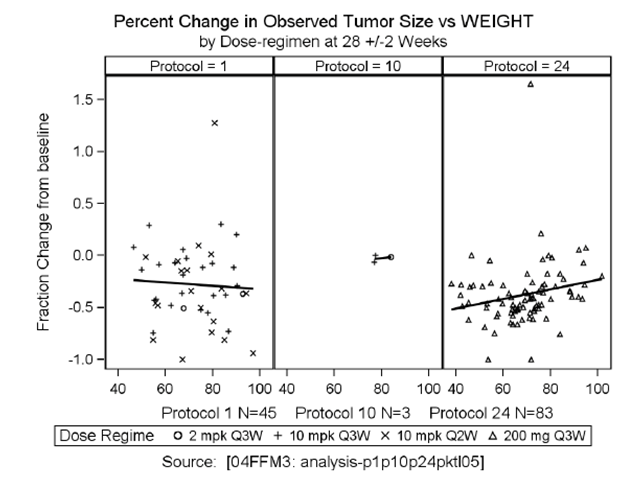 Percent Change in Observed Tumor Size vs WEIGHT
by Dose-regimen at 28 +/-2 Weeks
Protocol = 1 Protocol = 10 Protocol = 24
Fraction Change from baseline
1.5
1.0
0.5
0.0
-0.5
-1.0
40 60 80 100 40 60 80 100 40 60 80 100
Protocol 1 N=45 Protocol 10 N=3 Protocol 24 N=83
Dose Regime 2 mpk Q3W 10 mpk Q3W 10 mpk Q2W 200 mg Q3W
Source: [04FFM3: analysis-p1p10p24pktl05]